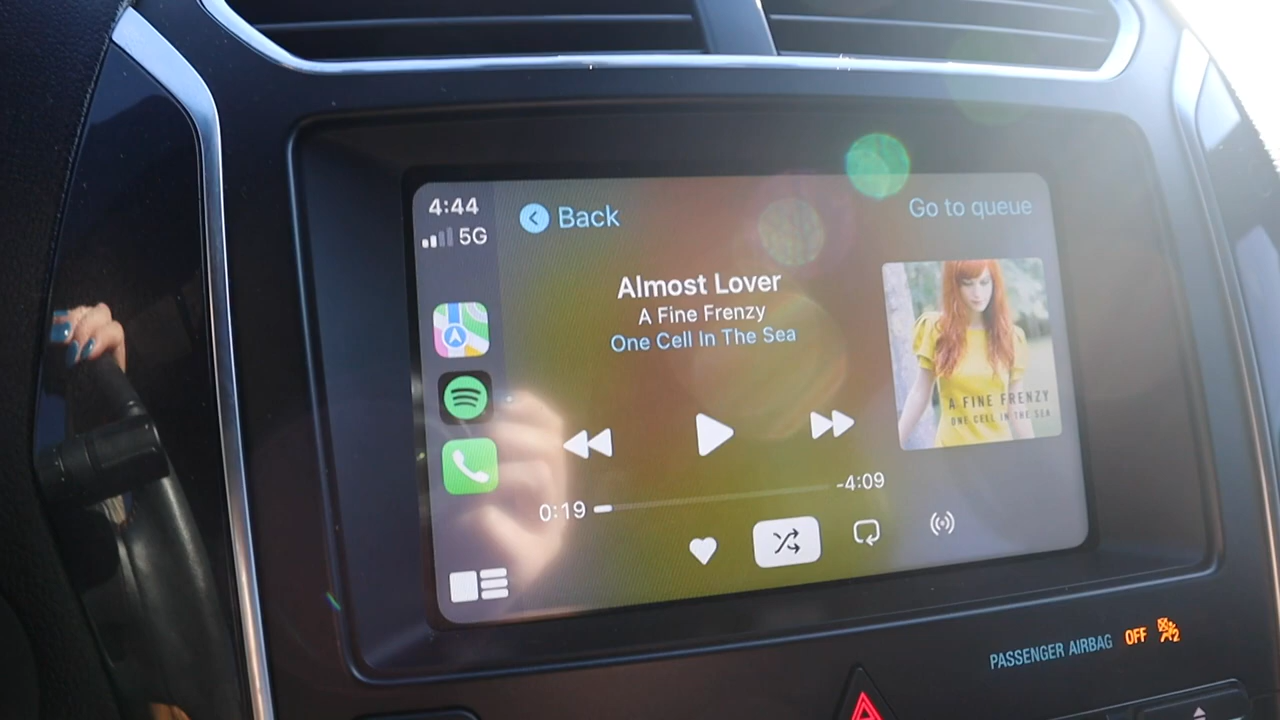 4:44
5G
Back
Go to queue
Almost Lover
A Fine Frenzy
One Cell In The Sea
A FINE FRENZY
ONE CELL IN THE SEA
0:19
-4:09
PASSENGER AIRBAG OFF
2